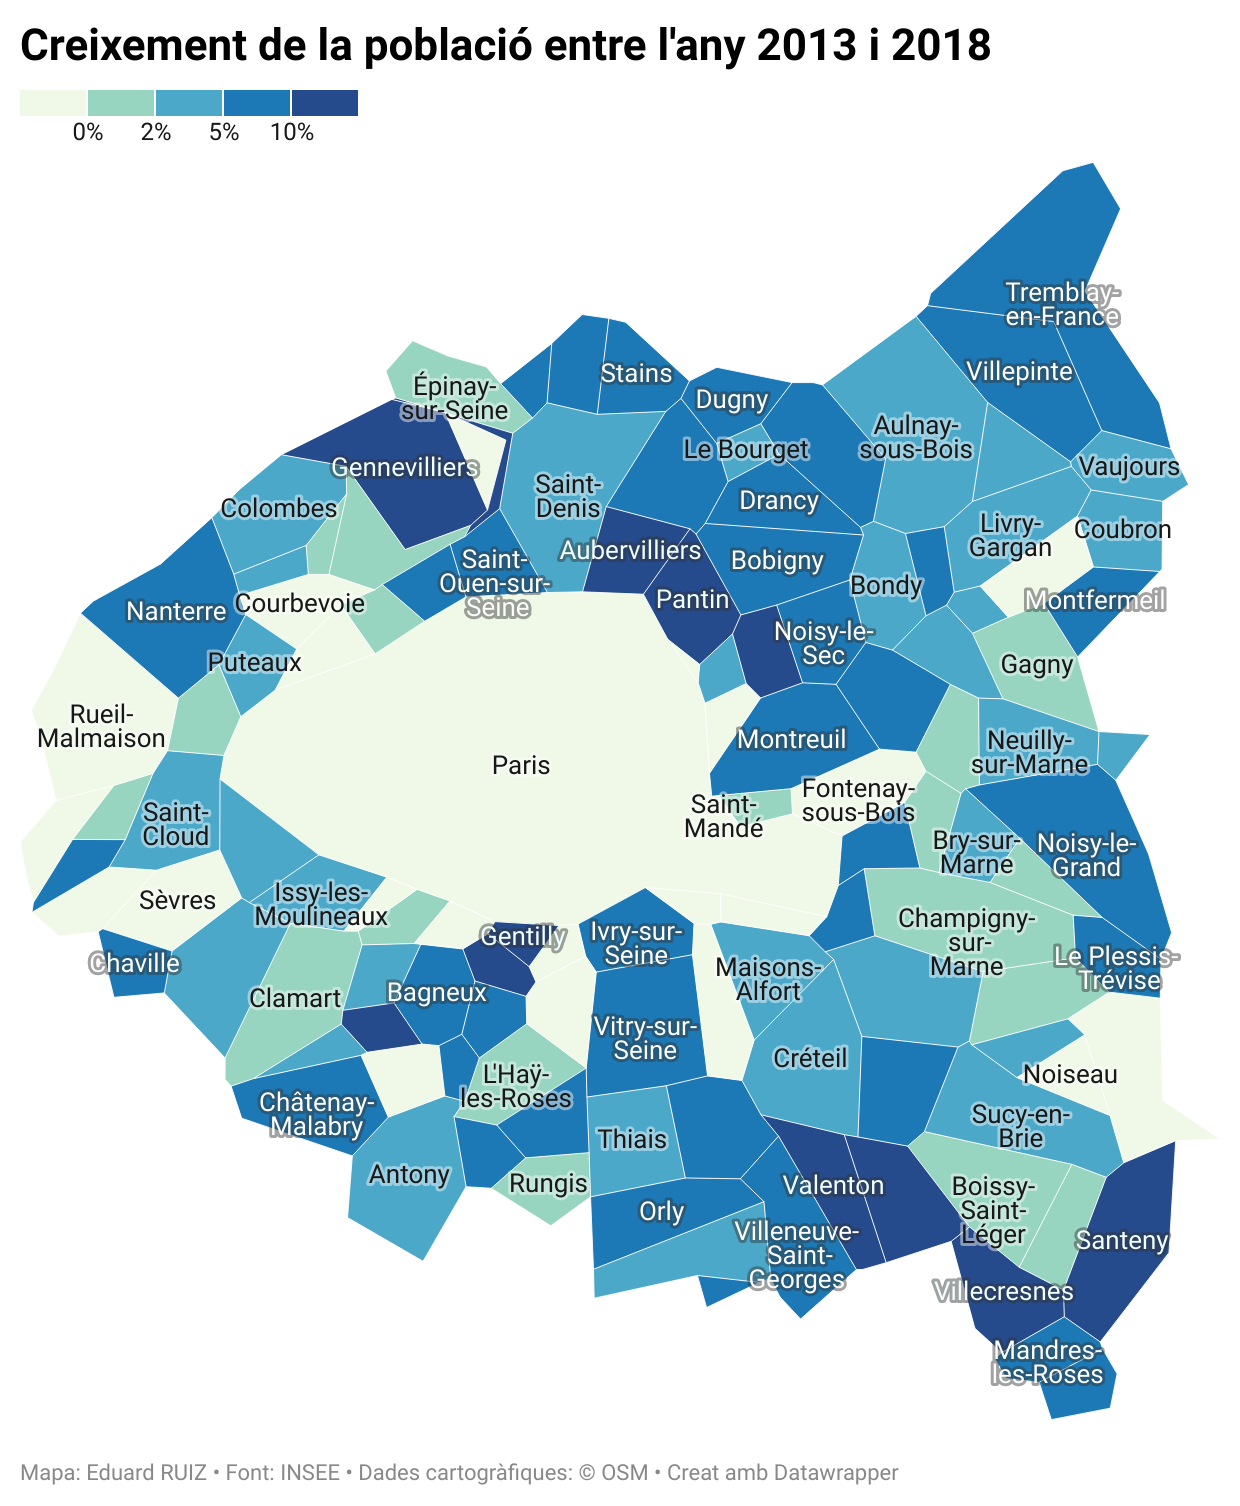 Creixement de la població entre l'any 2013 i 2018
0% 2% 5% 10%
Tremblay-
en-France
Villepinte
Stains
Épinay-
sur-Seine
Dugny
Le Bourget
Aulnay-
sous-Bois
Vaujours
Gennevilliers
Colombes
Saint-
Denis
Drancy
Livry-
Gargan
Coubron
Aubervilliers
Bobigny
Saint-
Ouen-sur-
Seine
Bondy
Pantin
Montfermeil
Nanterre
Courbevoie
Noisy-le-
Sec
Puteaux
Gagny
Rueil-
Malmaison
Montreuil
Neuilly-
sur-Marne
Paris
Saint-
Mandé
Fontenay-
sous-Bois
Saint-
Cloud
Bry-sur-
Marne
Noisy-le-
Grand
Sèvres
Issy-les-
Moulineaux
Champigny-
sur-
Marne
Gentilly
Ivry-sur-
Seine
Chaville
Maisons-
Alfort
Le Plessis-
Trévise
Clamart
Bagneux
Vitry-sur-
Seine
Créteil
L'Haÿ-
les-Roses
Noiseau
Châtenay-
Malabry
Thiais
Sucy-en-
Brie
Antony
Rungis
Valenton
Boissy-
Saint-
Léger
Orly
Villeneuve-
Saint-
Georges
Santeny
Villecresnes
Mandres-
les-Roses
Mapa: Eduard RUIZ • Font: INSEE • Dades cartogràfiques: © OSM • Creat amb Datawrapper